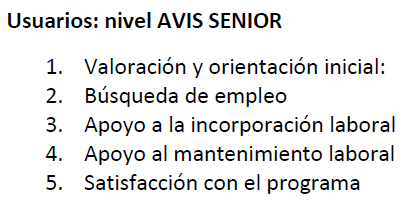 Usuarios: nivel AVIS SENIOR
1. Valoración y orientación inicial:
2. Búsqueda de empleo
3. Apoyo a la incorporación laboral
4. Apoyo al mantenimiento laboral
5. Satisfacción con el programa